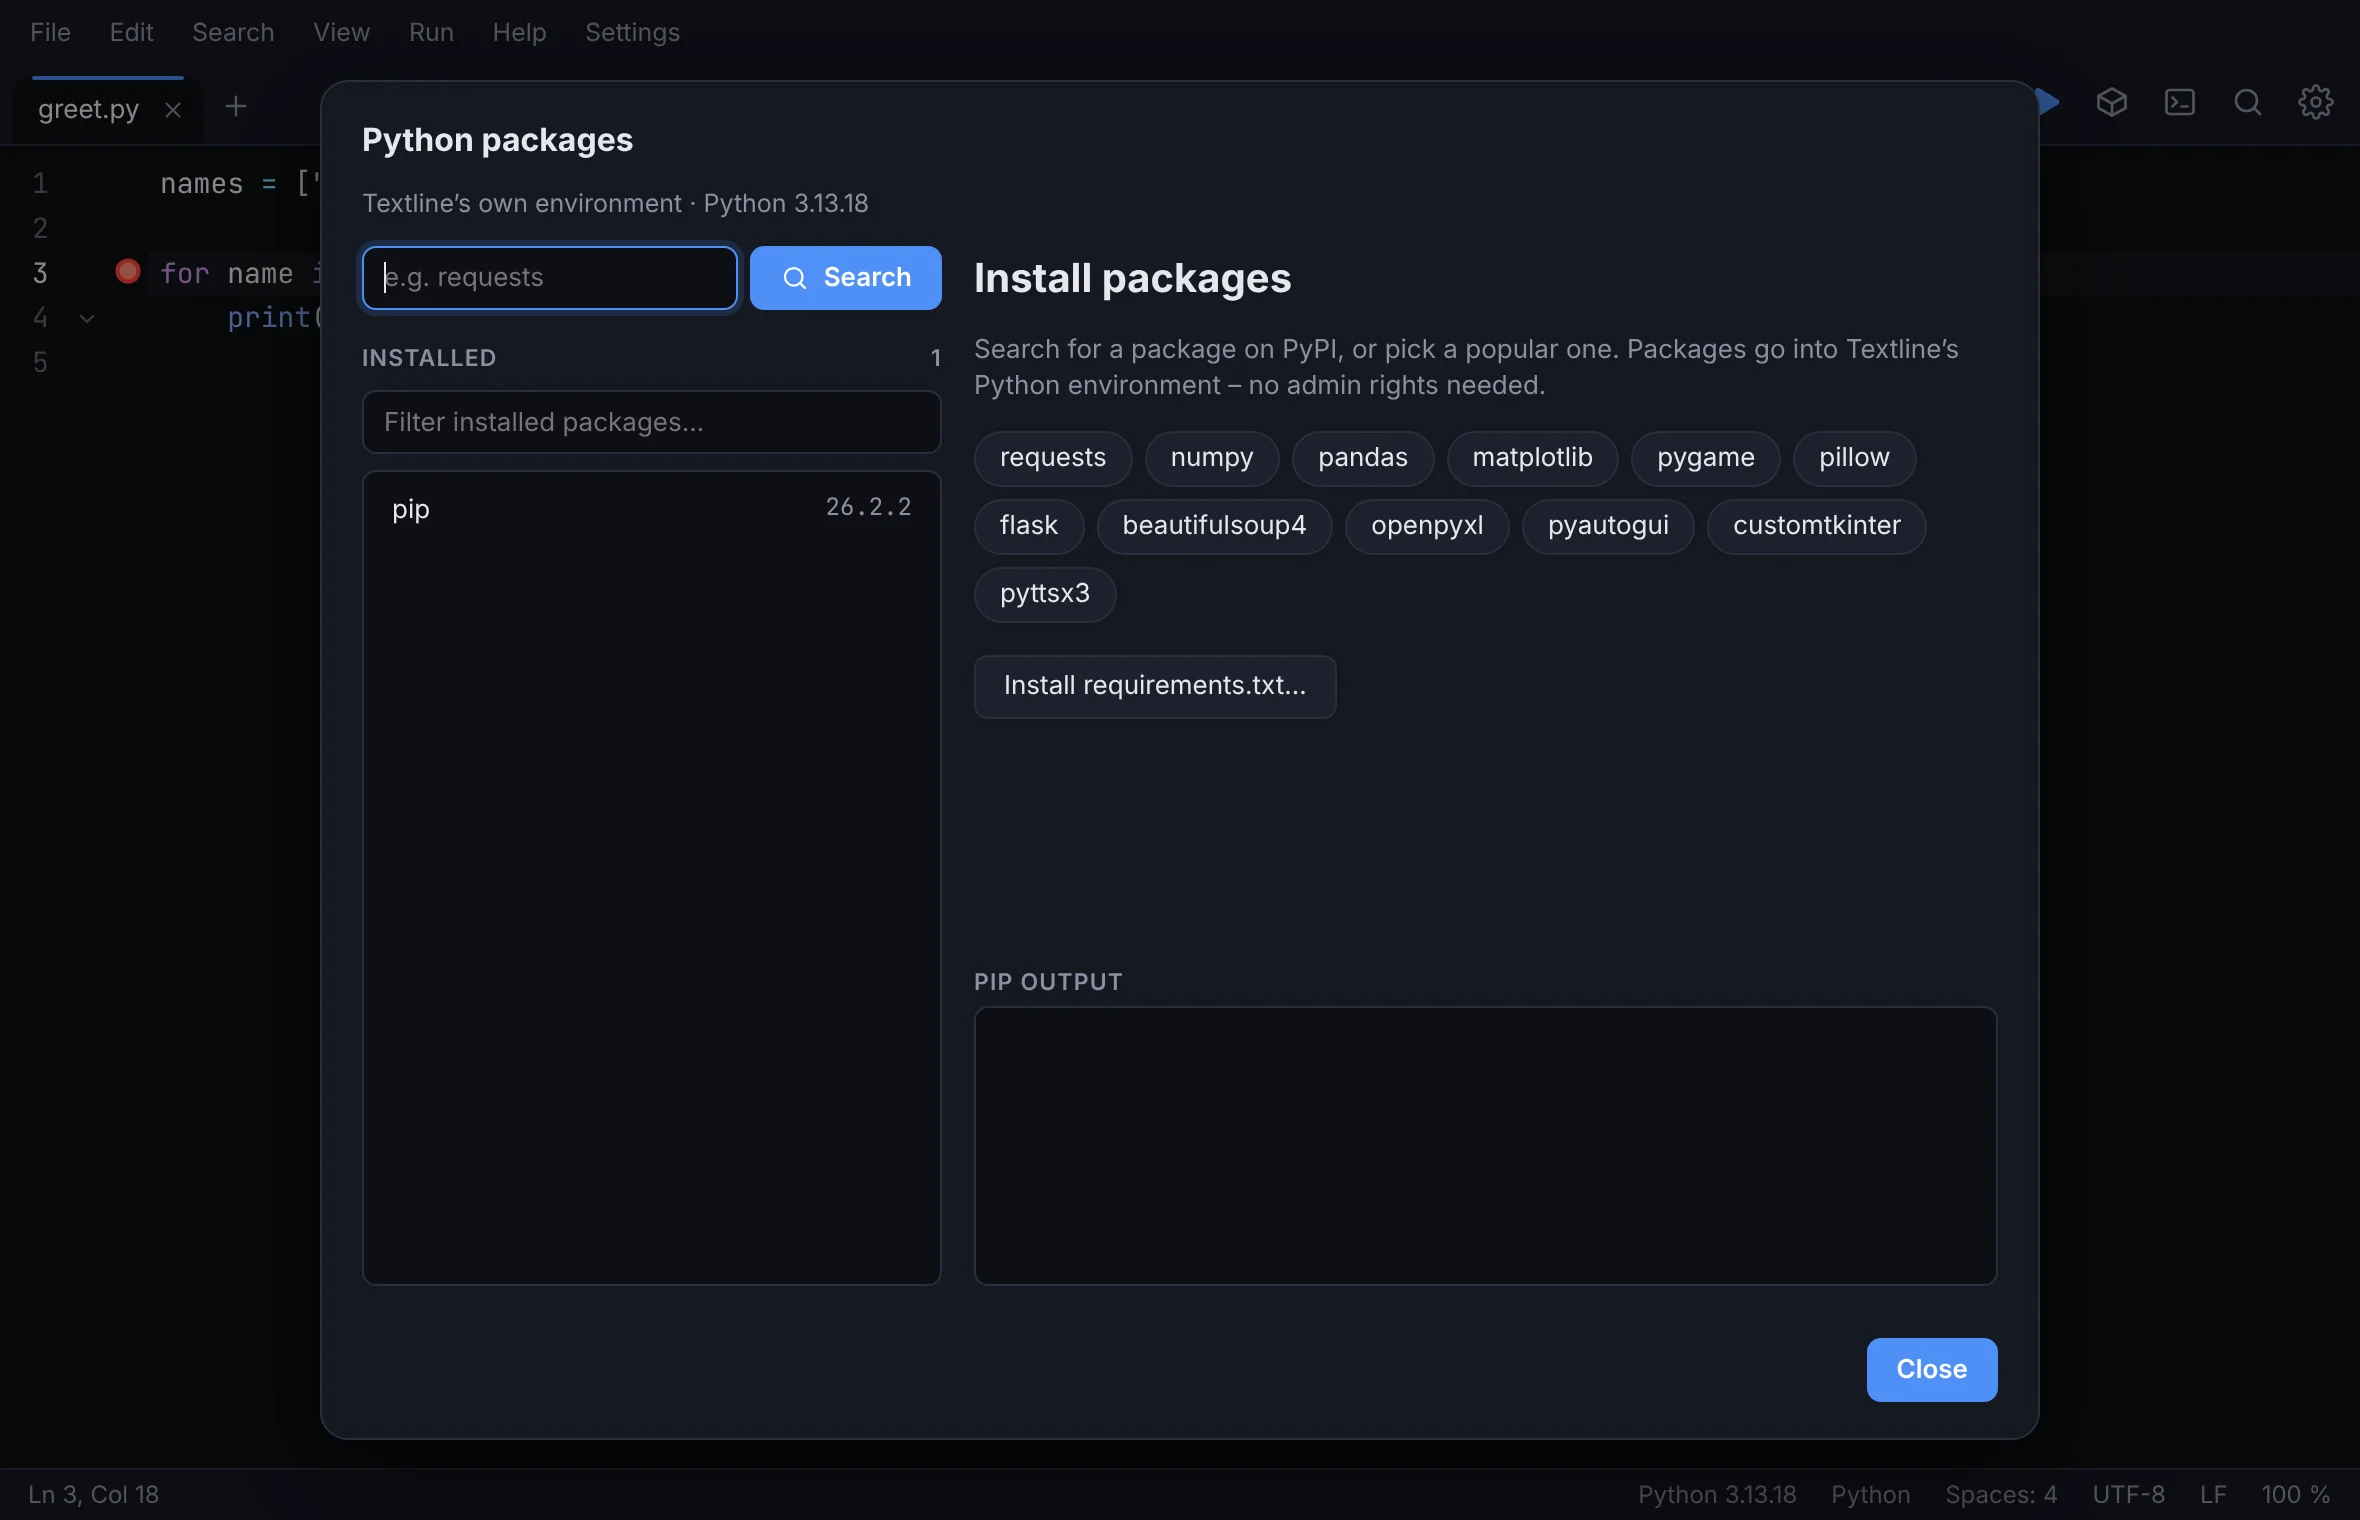 File Edit Search View Run Help Settings
greet.py
Python packages
Textline’s own environment · Python 3.13.18
e.g. requests
Search
INSTALLED 1
Filter installed packages...
pip 26.2.2
Install packages
Search for a package on PyPI, or pick a popular one. Packages go into Textline’s
Python environment – no admin rights needed.
requests numpy pandas matplotlib pygame pillow
flask beautifulsoup4 openpyxl pyautogui customtkinter
pyttsx3
Install requirements.txt...
PIP OUTPUT
Close
1 names = ["
2
3 for name i
4 print(
5
Ln 3, Col 18 Python 3.13.18 Python Spaces: 4 UTF-8 LF 100 %